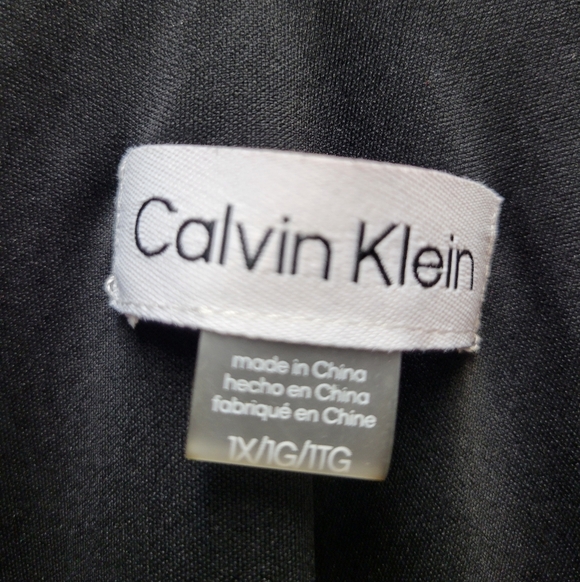 Calvin Klein
made in China
hecho en China
fabriqué en Chine
1X/1G/1TG